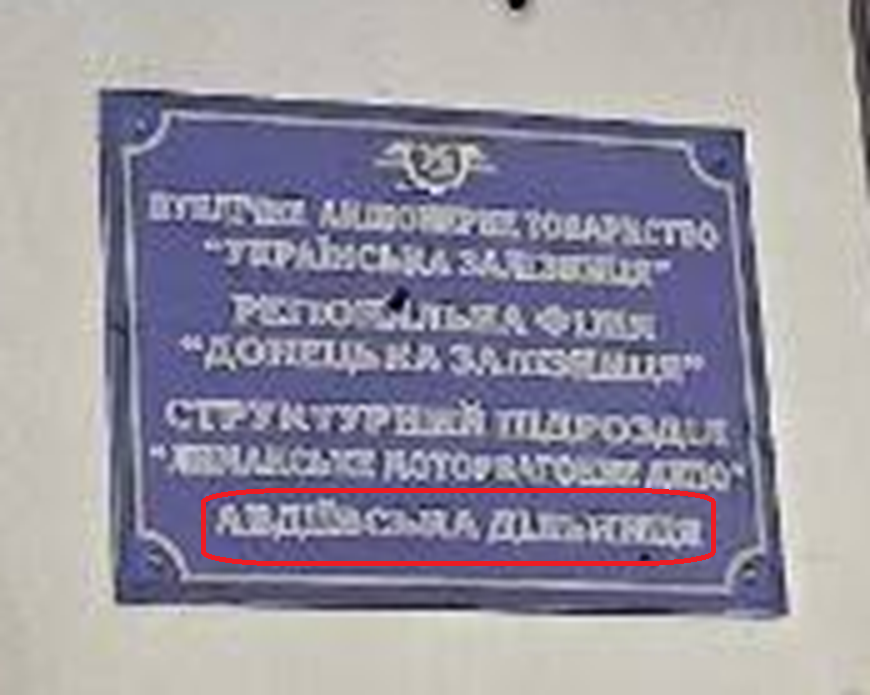 ПУБЛІЧНЕ АКЦІОНЕРНЕ ТОВАРИСТВО
"УКРАЇНСЬКА ЗАЛІЗНИЦЯ"
РЕГІОНАЛЬНА ФІЛІЯ
"ДОНЕЦЬКА ЗАЛІЗНИЦЯ"
СТРУКТУРНИЙ ПІДРОЗДІЛ
"ЛИМАНСЬКЕ МОТОРВАГОННЕ ДЕПО"
АВДІЇВСЬКА ДІЛЬНИЦЯ